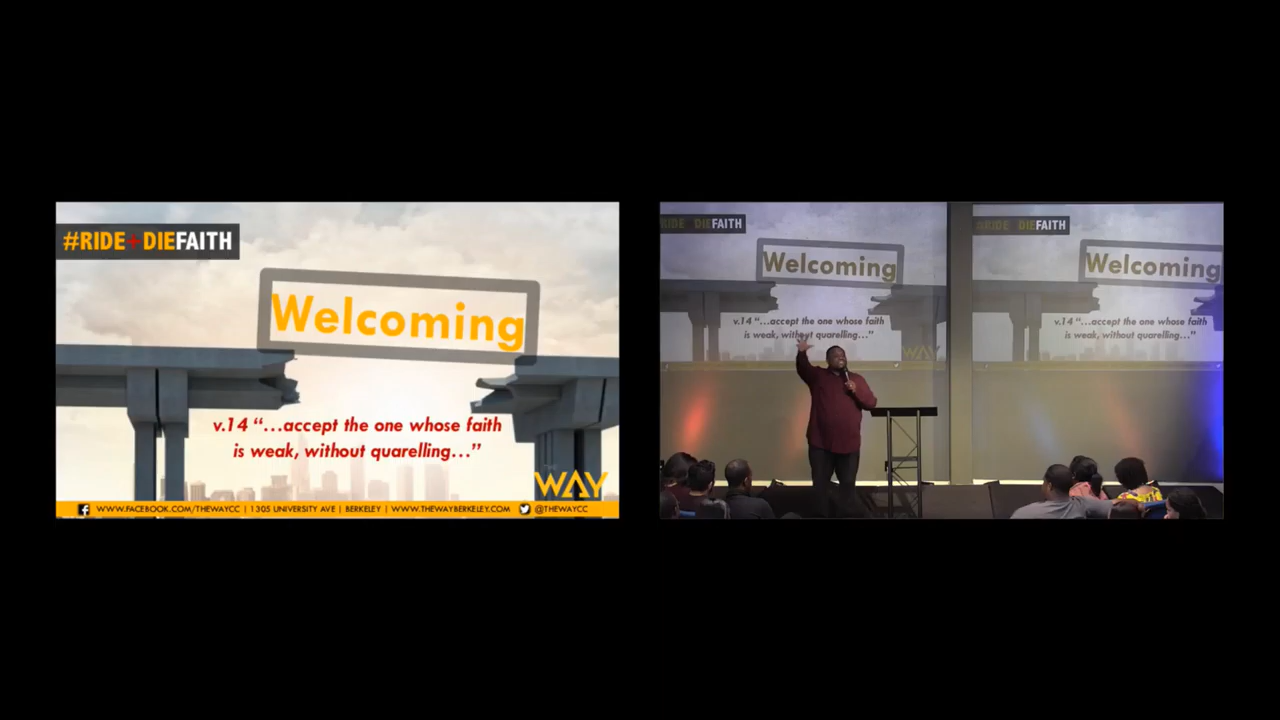 #RIDE+DIEFAITH
Welcoming
v.14 “...accept the one whose faith
is weak, without quarelling...”
WAY
WWW.FACEBOOK.COM/THEWAYCC | 1305 UNIVERSITY AVE | BERKELEY | WWW.THEWAYBERKELEY.COM @THEWAYCC
RIDE DIEFAITH
Welcoming
v.14 “...accept the one whose faith
is weak, without quarelling...”
WAY
#RIDE DIEFAITH
Welcoming
v.14 “...accept the one whose faith
is weak, without quarelling...”